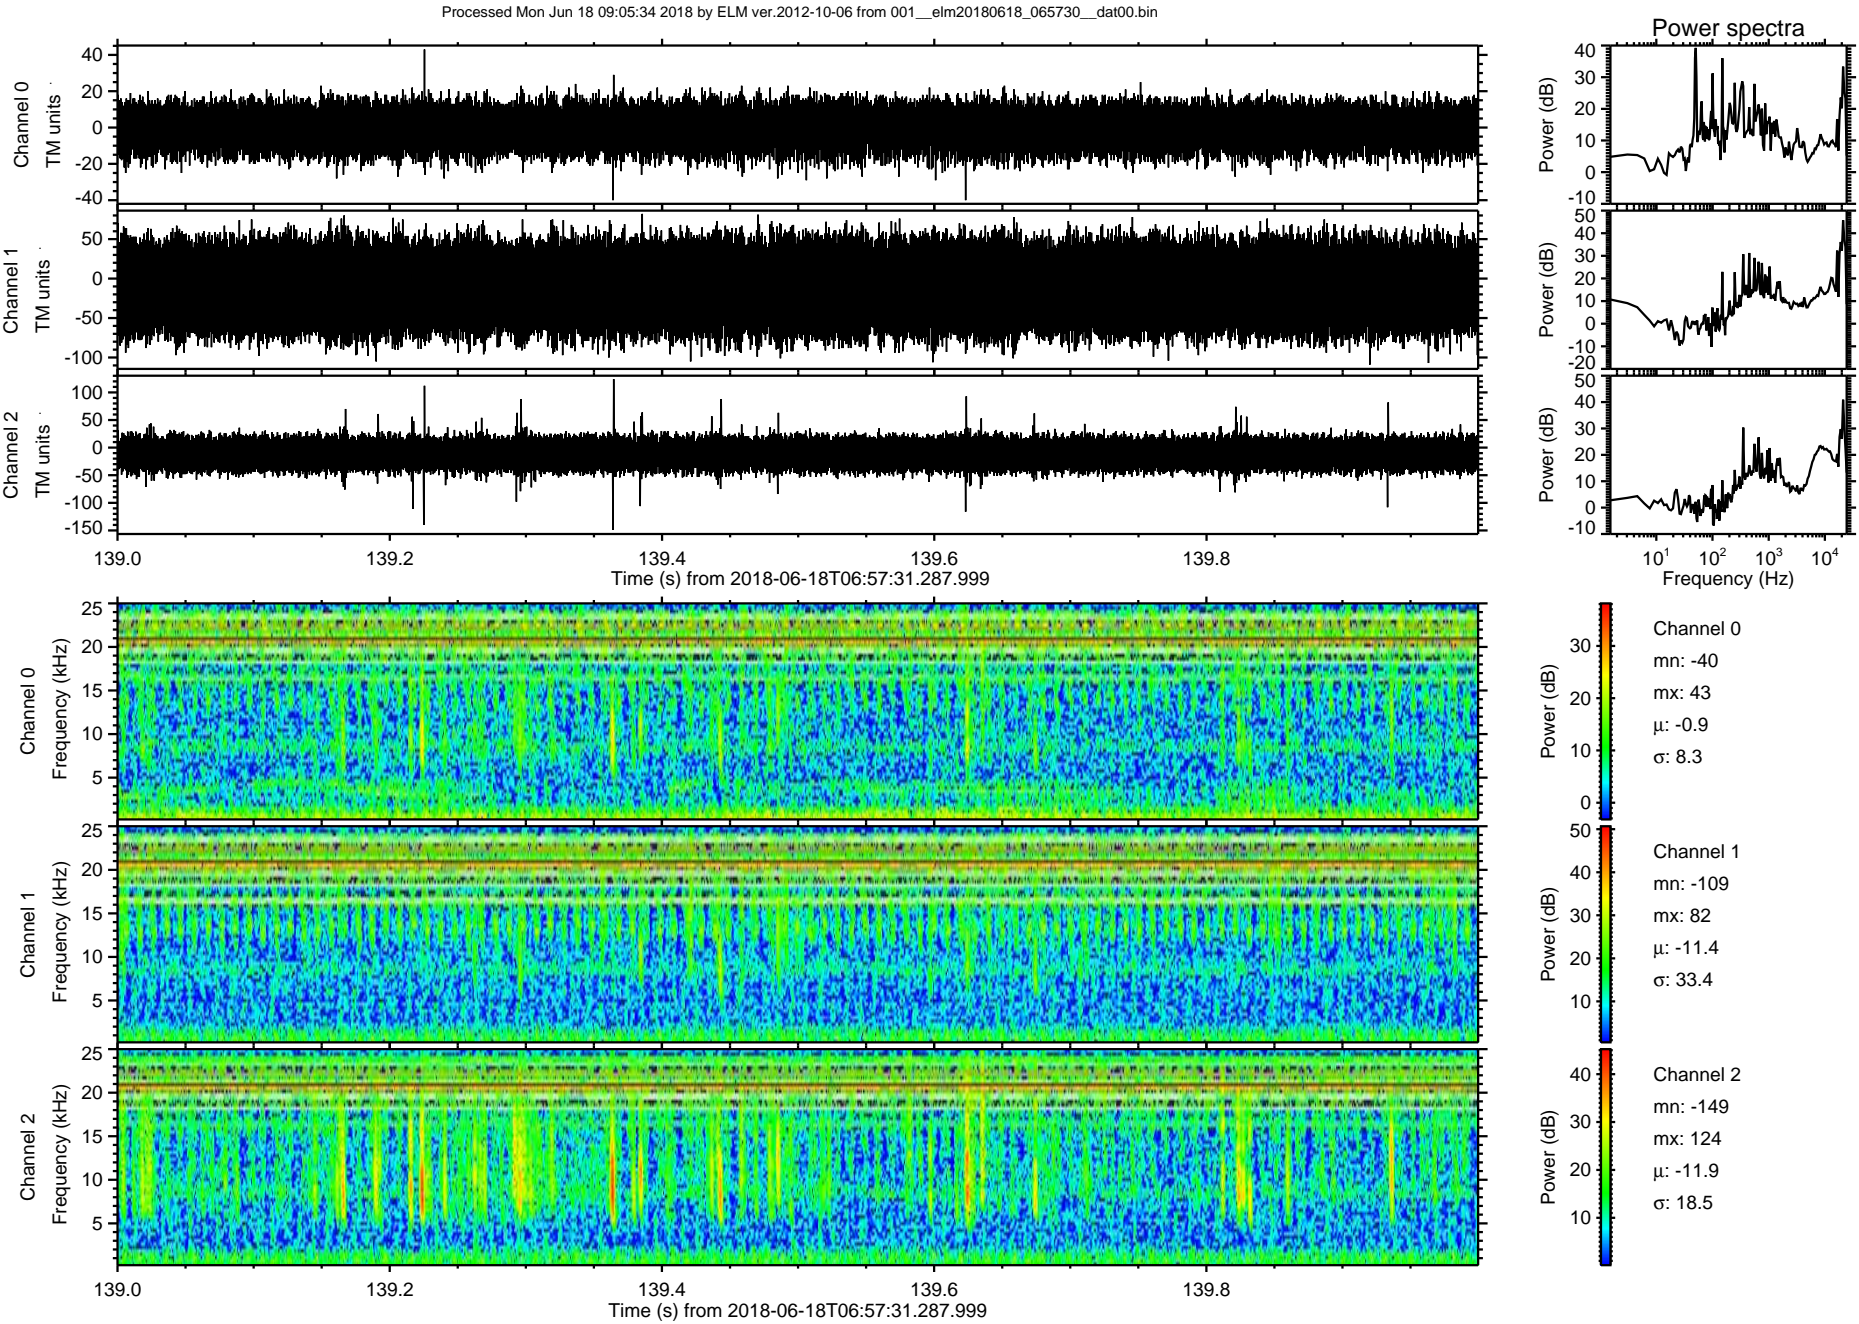 Processed Mon Jun 18 09:05:34 2018 by ELM ver.2012-10-06 from 001__elm20180618_065730__dat00.bin
Power spectra
Channel 0
TM units
40
20
0
-20
-40
Power (dB)
40
30
20
10
0
-10
Channel 1
TM units
50
0
-50
-100
Power (dB)
50
40
30
20
10
0
-10
-20
Channel 2
TM units
100
50
0
-50
-100
-150
Power (dB)
50
40
30
20
10
0
-10
139.0 139.2 139.4 139.6 139.8
Time (s) from 2018-06-18T06:57:31.287.999
10¹ 10² 10³ 10⁴
Frequency (Hz)
Channel 0
Frequency (kHz)
25
20
15
10
5
Power (dB)
30
20
10
0
Channel 0
mn: -40
mx: 43
μ: -0.9
σ: 8.3
Channel 1
Frequency (kHz)
25
20
15
10
5
Power (dB)
50
40
30
20
10
Channel 1
mn: -109
mx: 82
μ: -11.4
σ: 33.4
Channel 2
Frequency (kHz)
25
20
15
10
5
Power (dB)
40
30
20
10
Channel 2
mn: -149
mx: 124
μ: -11.9
σ: 18.5
139.0 139.2 139.4 139.6 139.8
Time (s) from 2018-06-18T06:57:31.287.999